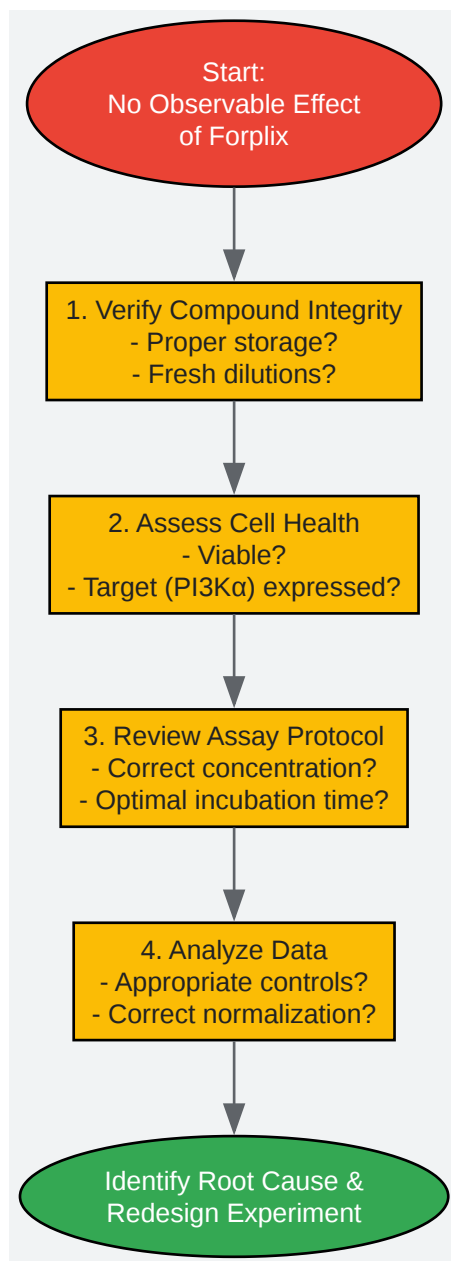 Start:
No Observable Effect
of Forplix
1. Verify Compound Integrity
- Proper storage?
- Fresh dilutions?
2. Assess Cell Health
- Viable?
- Target (PI3Kα) expressed?
3. Review Assay Protocol
- Correct concentration?
- Optimal incubation time?
4. Analyze Data
- Appropriate controls?
- Correct normalization?
Identify Root Cause &
Redesign Experiment